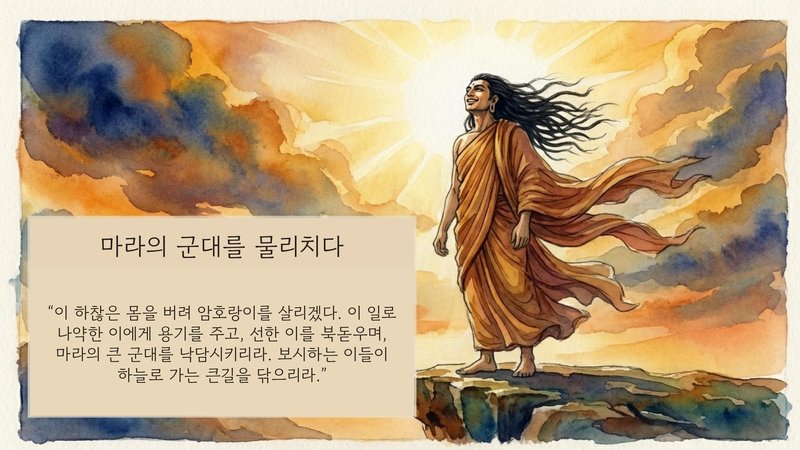 마라의 군대를 물리치다
“이 하찮은 몸을 버려 암호랑이를 살리겠다. 이 일로
나약한 이에게 용기를 주고, 선한 이를 북돋우며,
마라의 큰 군대를 낙담시키리라. 보시하는 이들이
하늘로 가는 큰길을 닦으리라.”